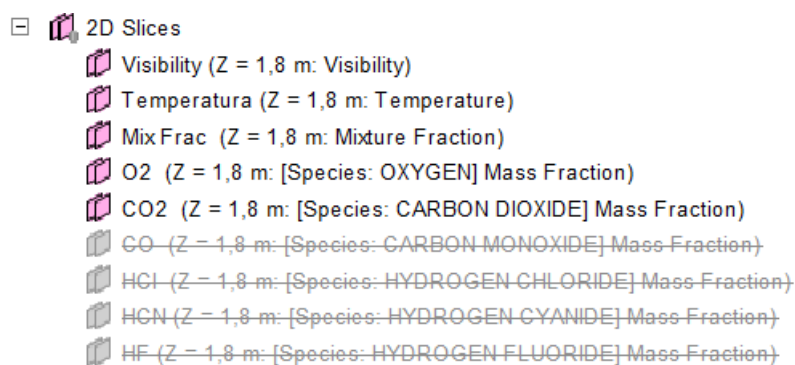 2D Slices
Visibility (Z = 1,8 m: Visibility)
Temperatura (Z = 1,8 m: Temperature)
Mix Frac (Z = 1,8 m: Mixture Fraction)
O2 (Z = 1,8 m: [Species: OXYGEN] Mass Fraction)
CO2 (Z = 1,8 m: [Species: CARBON DIOXIDE] Mass Fraction)
CO (Z = 1,8 m: [Species: CARBON MONOXIDE] Mass Fraction)
HCl (Z = 1,8 m: [Species: HYDROGEN CHLORIDE] Mass Fraction)
HCN (Z = 1,8 m: [Species: HYDROGEN CYANIDE] Mass Fraction)
HF (Z = 1,8 m: [Species: HYDROGEN FLUORIDE] Mass Fraction)